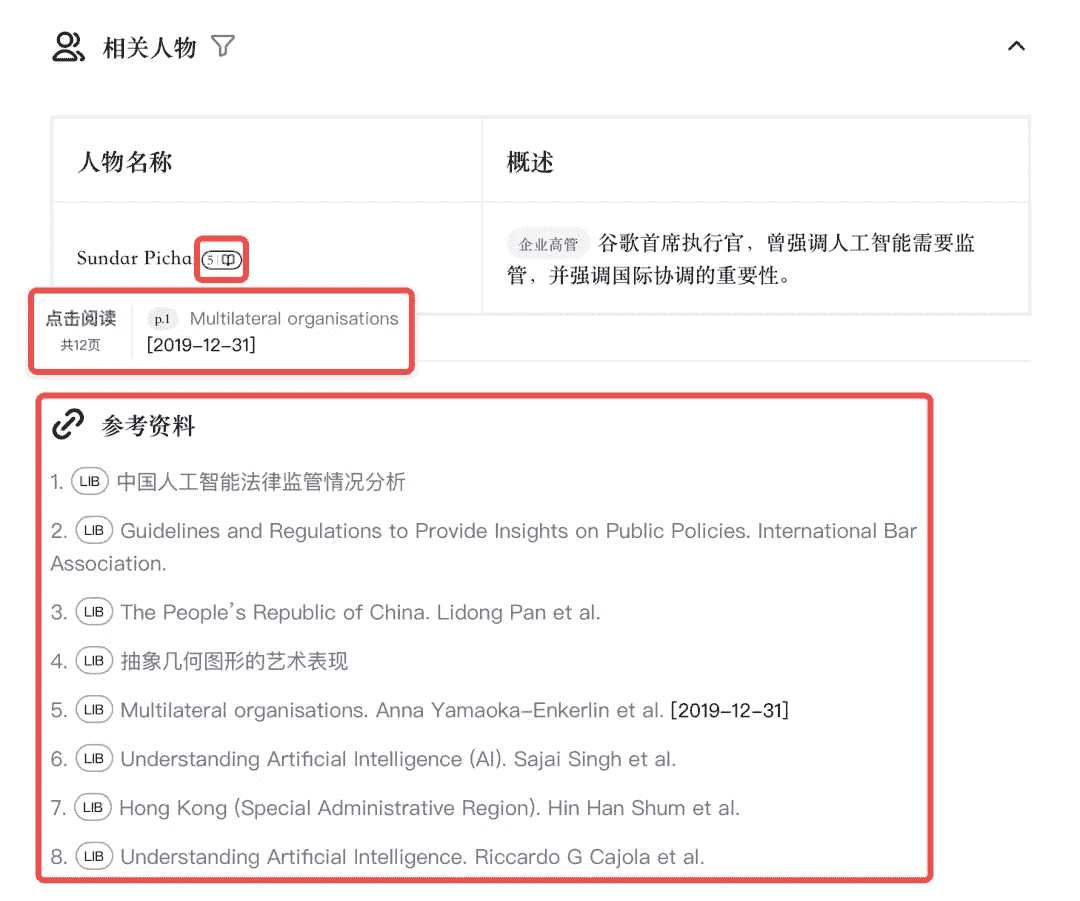 相关人物
人物名称
概述
Sundar Picha
5
企业高管 谷歌首席执行官，曾强调人工智能需要监
管，并强调国际协调的重要性。
点击阅读
共12页
p.1 Multilateral organisations
[2019-12-31]
参考资料
1. LIB 中国人工智能法律监管情况分析
2. LIB Guidelines and Regulations to Provide Insights on Public Policies. International Bar
Association.
3. LIB The People's Republic of China. Lidong Pan et al.
4. LIB 抽象几何图形的艺术表现
5. LIB Multilateral organisations. Anna Yamaoka-Enkerlin et al. [2019-12-31]
6. LIB Understanding Artificial Intelligence (AI). Sajai Singh et al.
7. LIB Hong Kong (Special Administrative Region). Hin Han Shum et al.
8. LIB Understanding Artificial Intelligence. Riccardo G Cajola et al.